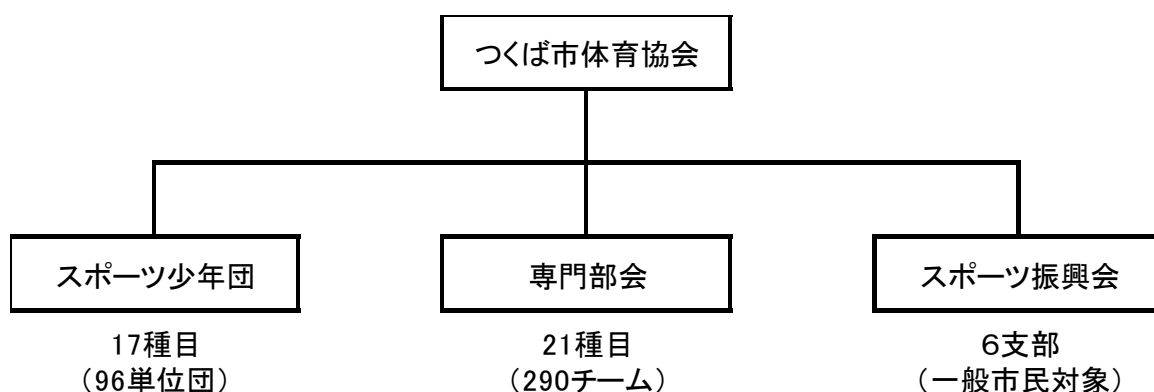 つくば市体育協会
スポーツ少年団
専門部会
スポーツ振興会
17種目
(96単位団)
21種目
(290チーム)
6支部
(一般市民対象)